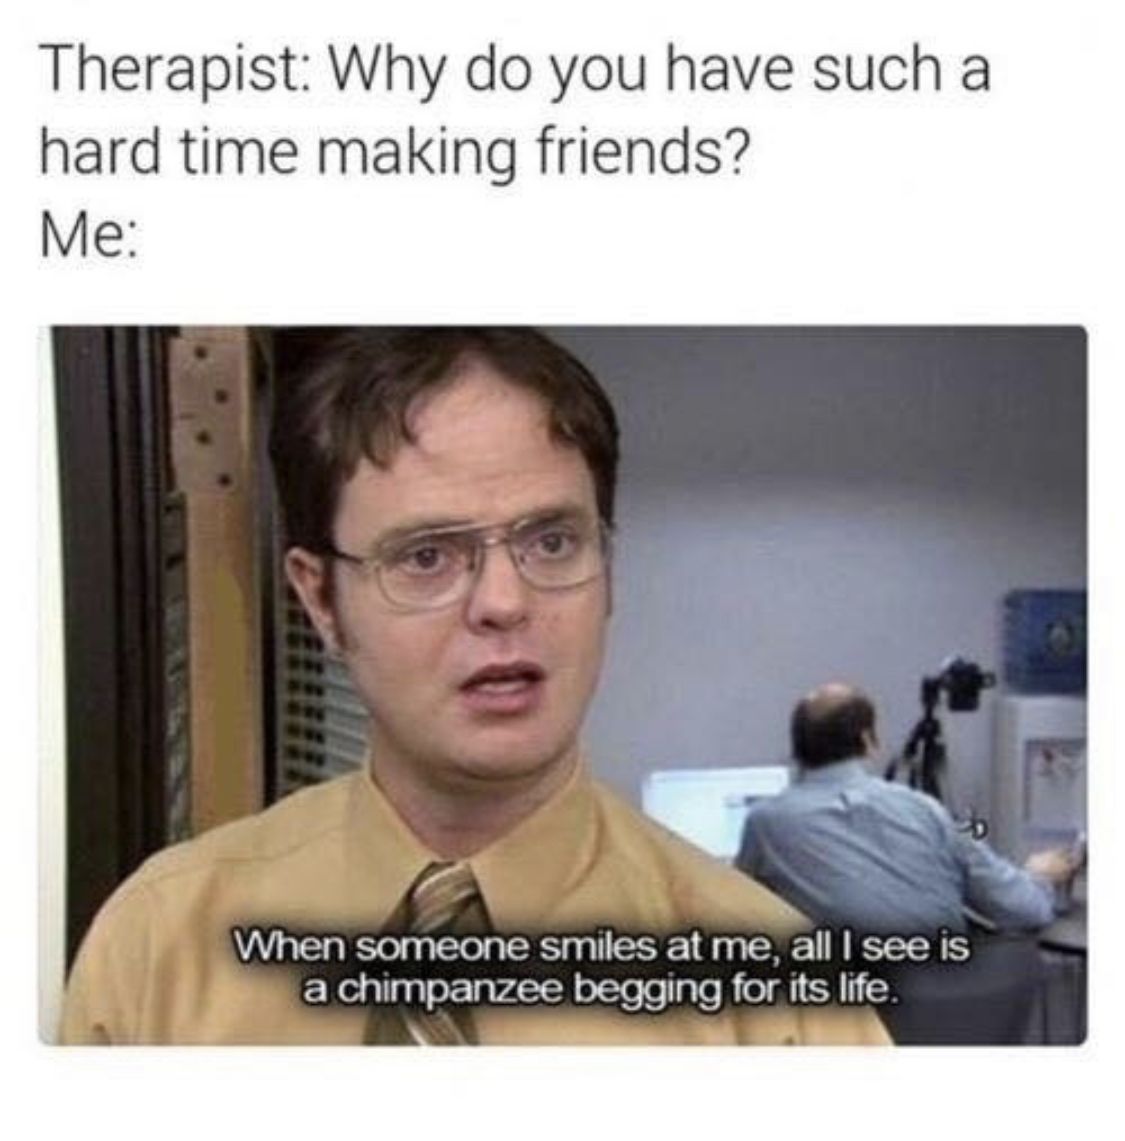 Therapist: Why do you have such a
hard time making friends?
Me:
When someone smiles at me, all I see is
a chimpanzee begging for its life.